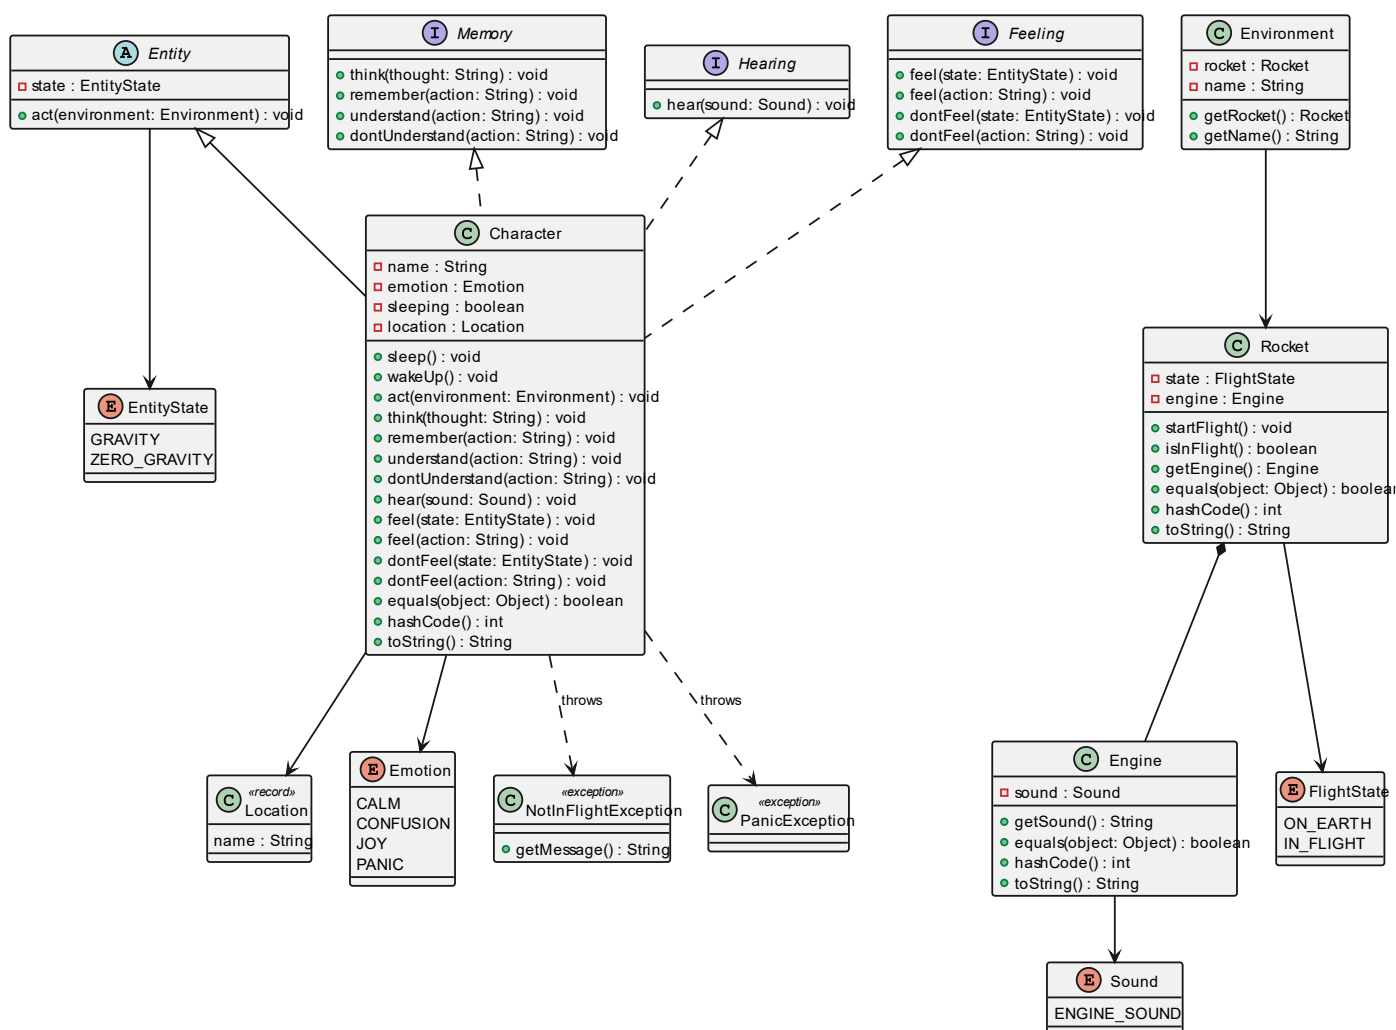 A Entity
state : EntityState
act(environment: Environment) : void
I Memory
think(thought: String) : void
remember(action: String) : void
understand(action: String) : void
dontUnderstand(action: String) : void
I Hearing
hear(sound: Sound) : void
I Feeling
feel(state: EntityState) : void
feel(action: String) : void
dontFeel(state: EntityState) : void
dontFeel(action: String) : void
C Environment
rocket : Rocket
name : String
getRocket() : Rocket
getName() : String
C Character
name : String
emotion : Emotion
sleeping : boolean
location : Location
sleep() : void
wakeUp() : void
act(environment: Environment) : void
think(thought: String) : void
remember(action: String) : void
understand(action: String) : void
dontUnderstand(action: String) : void
hear(sound: Sound) : void
feel(state: EntityState) : void
feel(action: String) : void
dontFeel(state: EntityState) : void
dontFeel(action: String) : void
equals(object: Object) : boolean
hashCode() : int
toString() : String
C Rocket
state : FlightState
engine : Engine
startFlight() : void
isInFlight() : boolean
getEngine() : Engine
equals(object: Object) : boolean
hashCode() : int
toString() : String
E EntityState
GRAVITY
ZERO_GRAVITY
throws
throws
C «record»
Location
name : String
E Emotion
CALM
CONFUSION
JOY
PANIC
C «exception»
NotInFlightException
getMessage() : String
C «exception»
PanicException
C Engine
sound : Sound
getSound() : String
equals(object: Object) : boolean
hashCode() : int
toString() : String
E FlightState
ON_EARTH
IN_FLIGHT
E Sound
ENGINE_SOUND